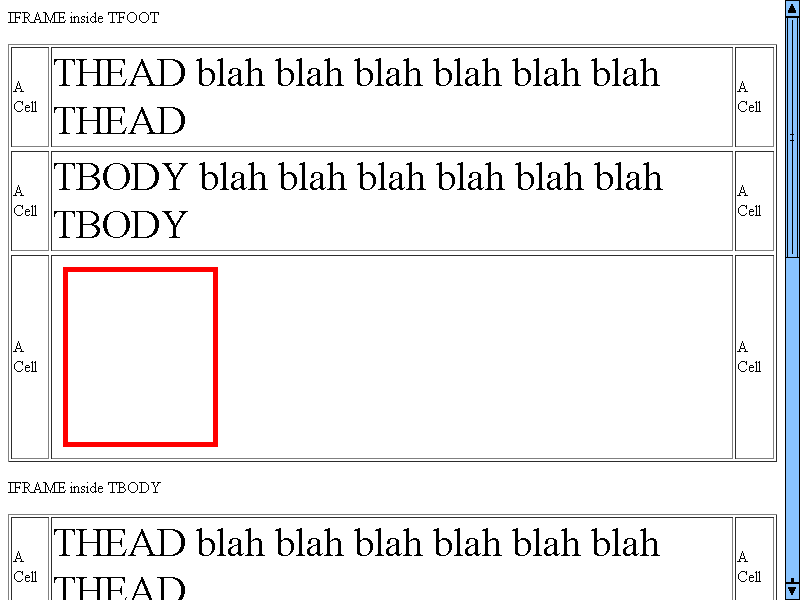 IFRAME inside TFOOT
A Cell
THEAD blah blah blah blah blah blah
THEAD
A Cell
A Cell
TBODY blah blah blah blah blah blah
TBODY
A Cell
A Cell
A Cell
IFRAME inside TBODY
A Cell
THEAD blah blah blah blah blah blah
THEAD
A Cell